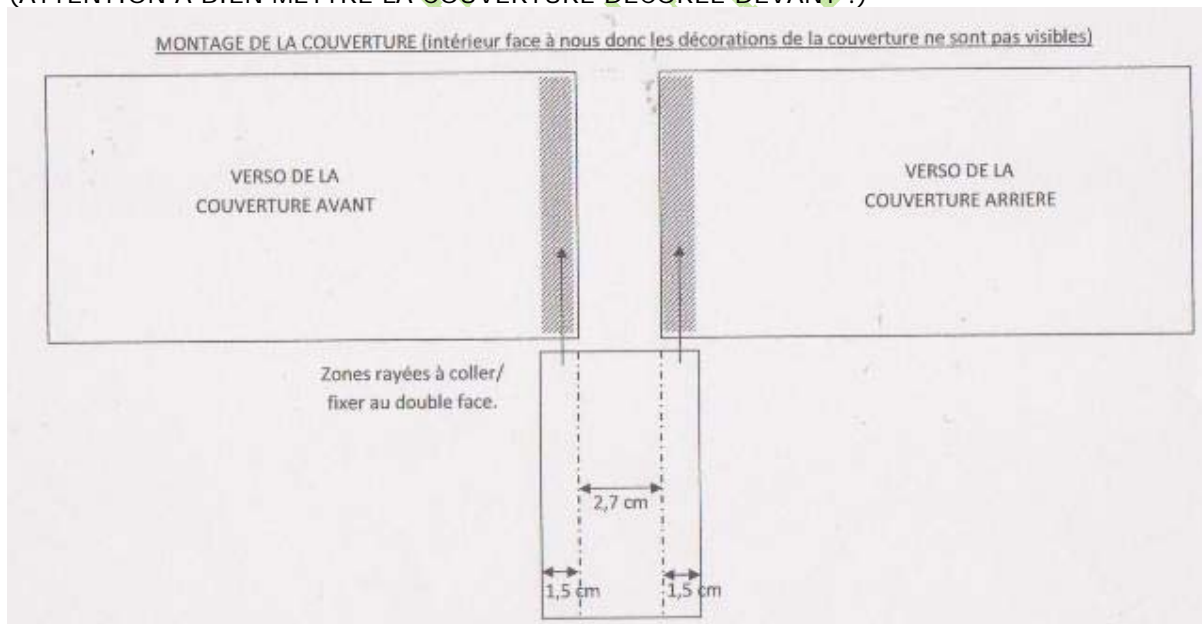 (ATTENTION A BIEN METTRE LA COUVERTURE DECOREE DEVANT !)
MONTAGE DE LA COUVERTURE (intérieur face à nous donc les décorations de la couverture ne sont pas visibles)
VERSO DE LA
COUVERTURE AVANT
VERSO DE LA
COUVERTURE ARRIERE
Zones rayées à coller/
fixer au double face.
2,7 cm
1,5 cm
1,5 cm